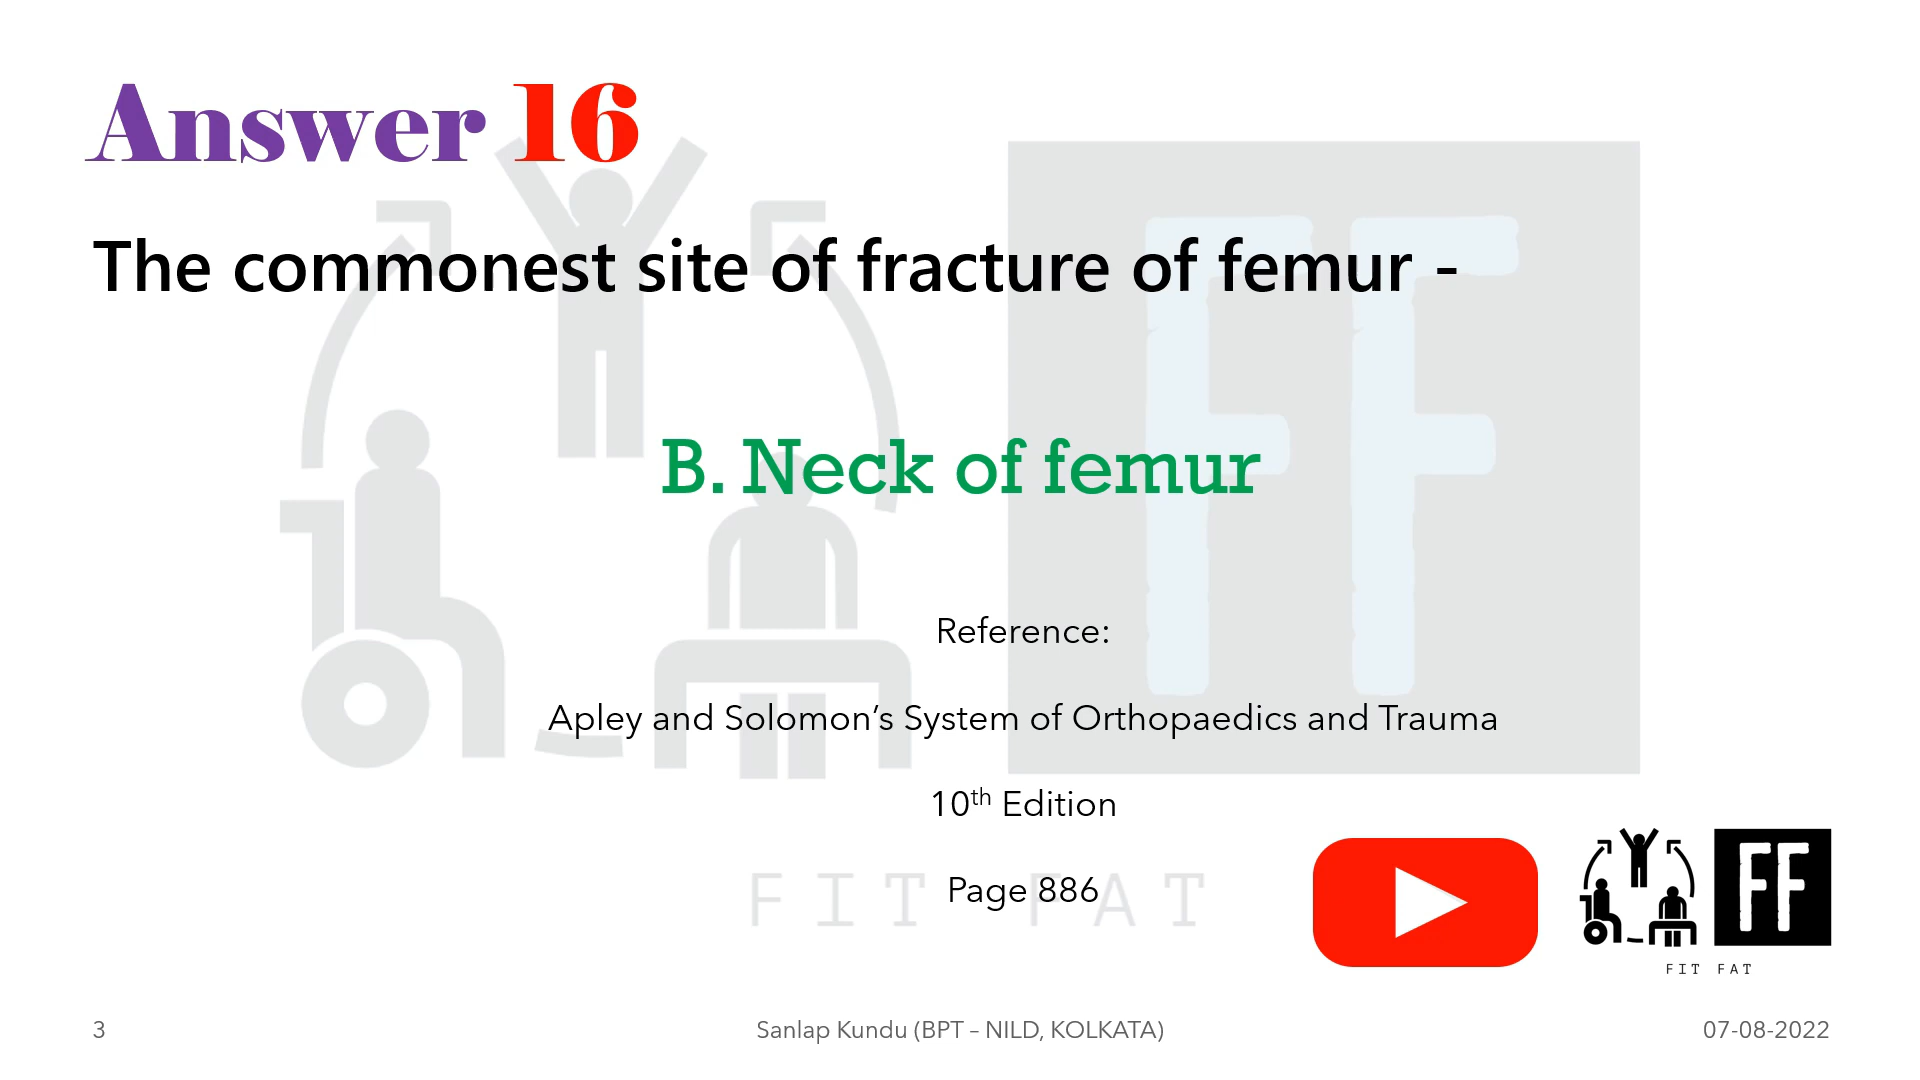 Answer 16
The commonest site of fracture of femur -
B. Neck of femur
Reference:
Apley and Solomon’s System of Orthopaedics and Trauma
10th Edition
Page 886
FIT FAT
FF
FF
FIT FAT
3
Sanlap Kundu (BPT – NILD, KOLKATA)
07-08-2022